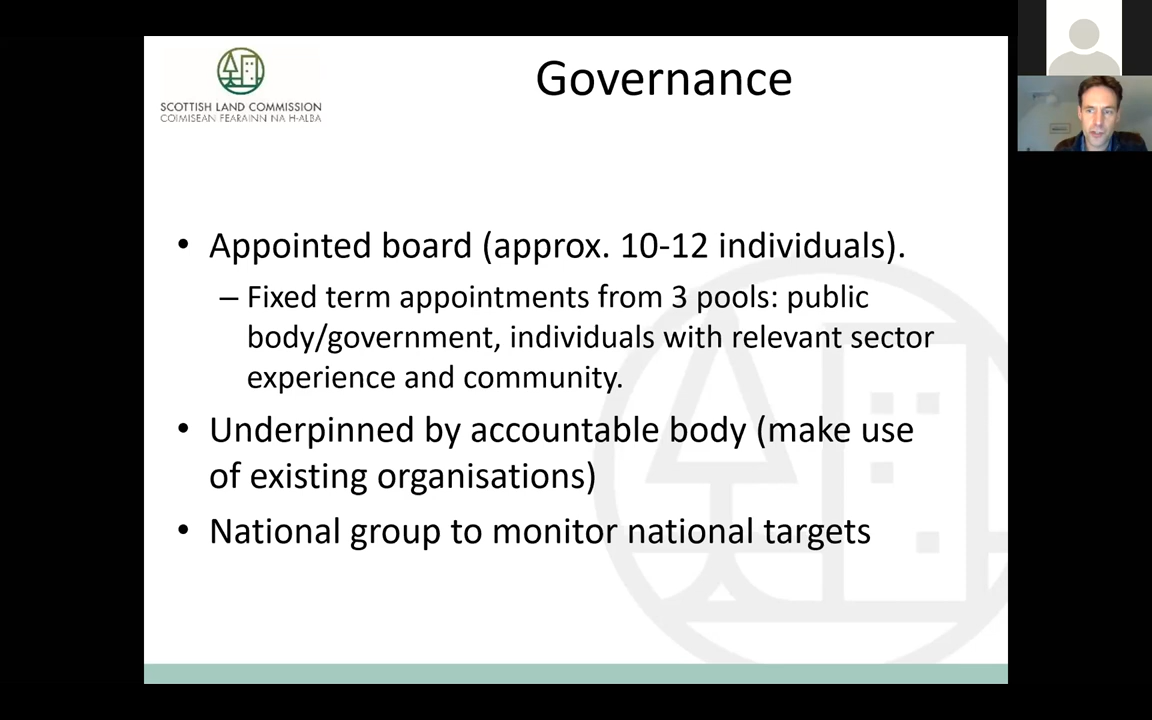 Governance
SCOTTISH LAND COMMISSION
COIMISEAN FEARAINN NA H-ALBA
• Appointed board (approx. 10-12 individuals).
– Fixed term appointments from 3 pools: public
body/government, individuals with relevant sector
experience and community.
• Underpinned by accountable body (make use
of existing organisations)
• National group to monitor national targets